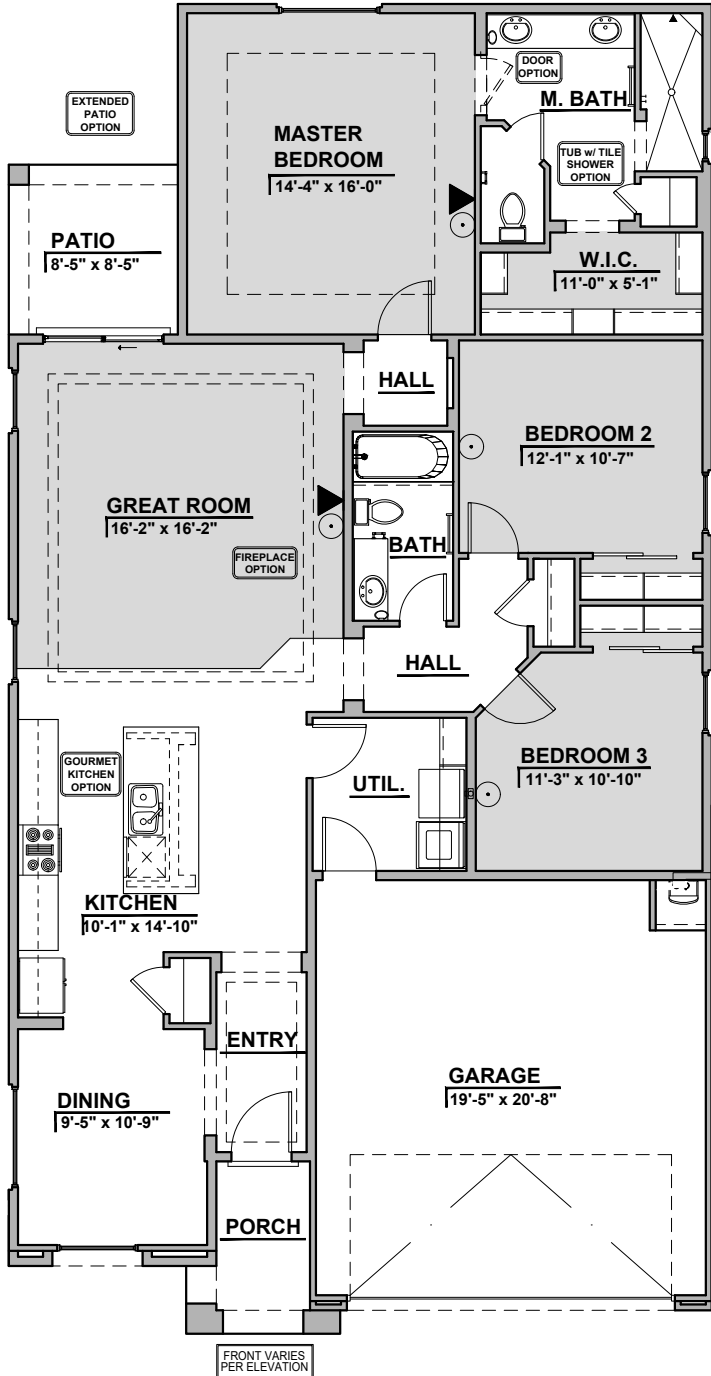 EXTENDED
PATIO
OPTION
MASTER
BEDROOM
14'-4" x 16'-0"
DOOR
OPTION
M. BATH
TUB w/ TILE
SHOWER
OPTION
PATIO
8'-5" x 8'-5"
W.I.C.
11'-0" x 5'-1"
HALL
BEDROOM 2
12'-1" x 10'-7"
GREAT ROOM
16'-2" x 16'-2"
FIREPLACE
OPTION
BATH
HALL
GOURMET
KITCHEN
OPTION
UTIL.
BEDROOM 3
11'-3" x 10'-10"
KITCHEN
10'-1" x 14'-10"
ENTRY
DINING
9'-5" x 10'-9"
GARAGE
19'-5" x 20'-8"
PORCH
FRONT VARIES
PER ELEVATION